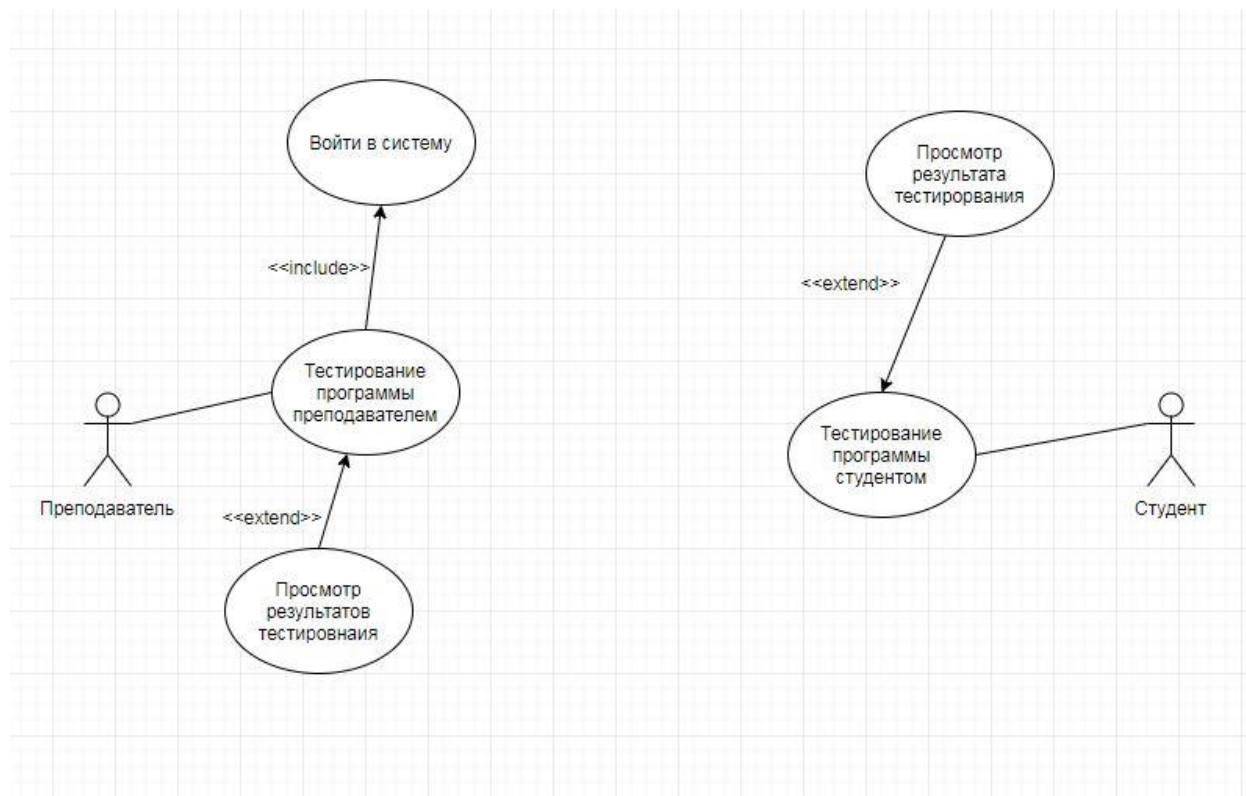 Войти в систему
<<include>>
Тестирование
программы
преподавателем
Преподаватель
<<extend>>
Просмотр
результатов
тестировнаия
Просмотр
результата
тестирорвания
<<extend>>
Тестирование
программы
студентом
Студент